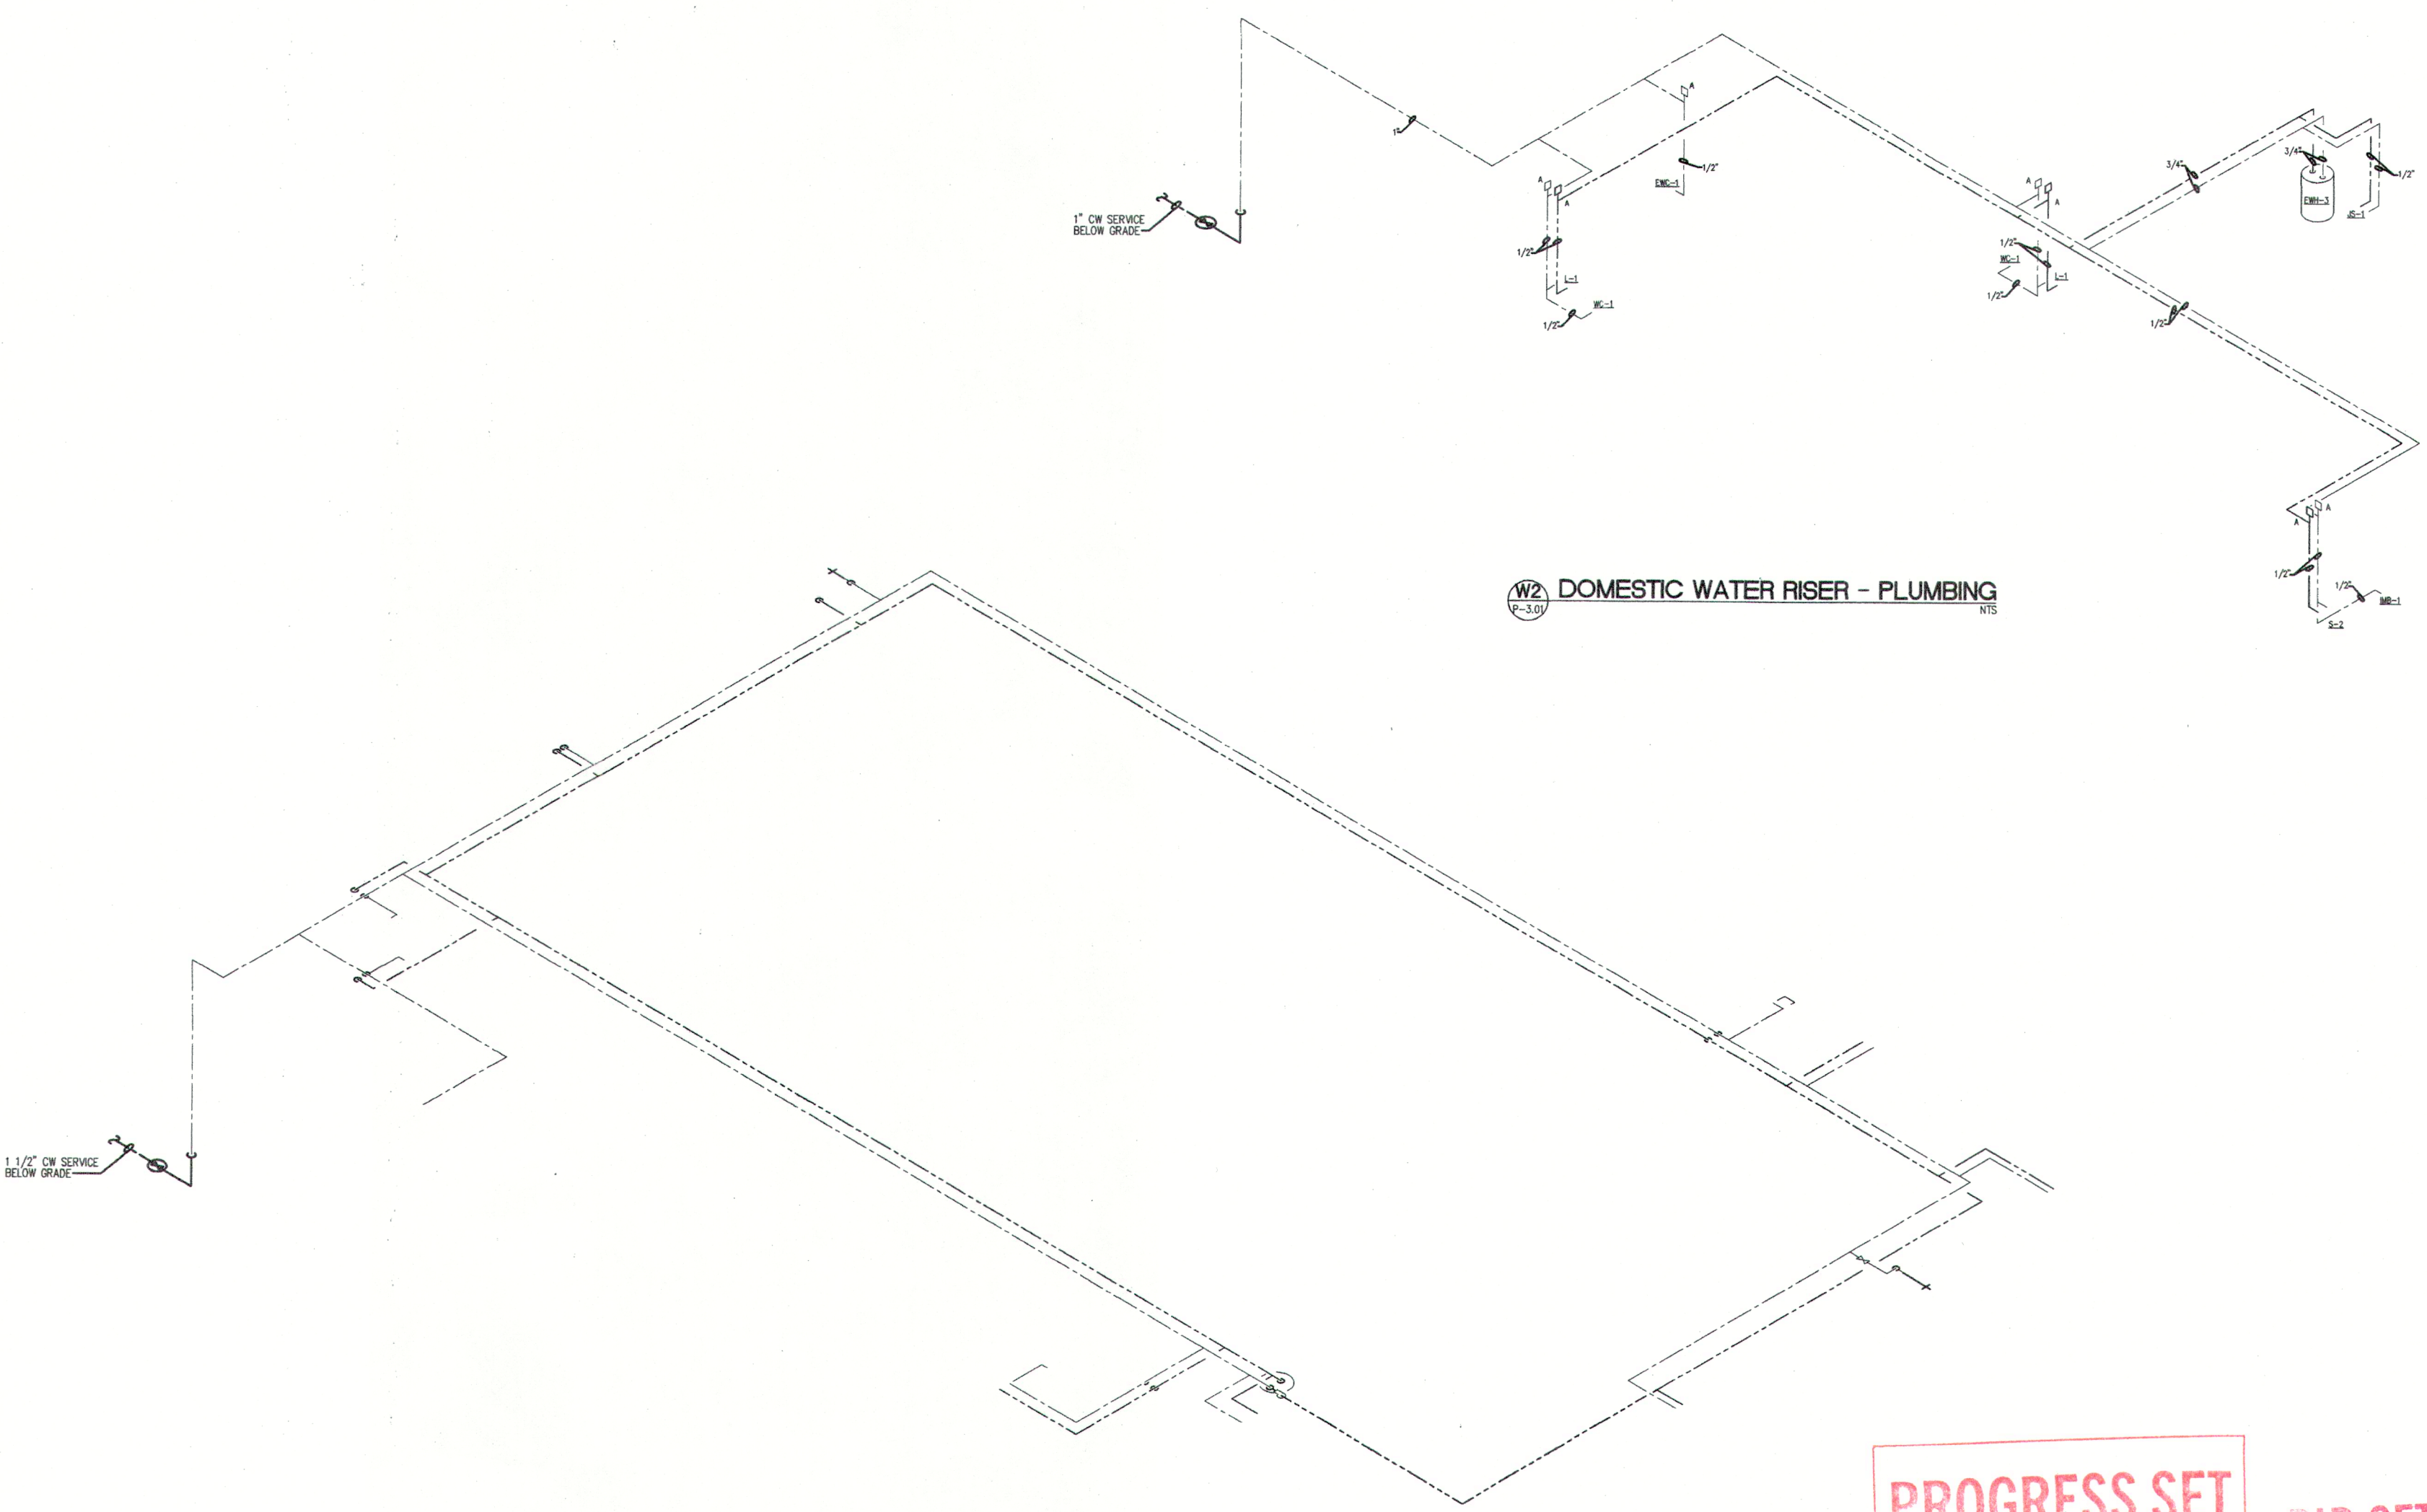 1"
A
1/2"
EWC-1
1" CW SERVICE
BELOW GRADE
A
A
1/2"
L-1
WC-1
1/2"
A
A
1/2"
WC-1
L-1
1/2"
3/4"
3/4"
EWH-3
JS-1
1/2"
1/2"
A
A
1/2"
1/2"
IMB-1
S-2
W2 DOMESTIC WATER RISER - PLUMBING
P-3.01
NTS
1 1/2" CW SERVICE
BELOW GRADE
PROGRESS SET